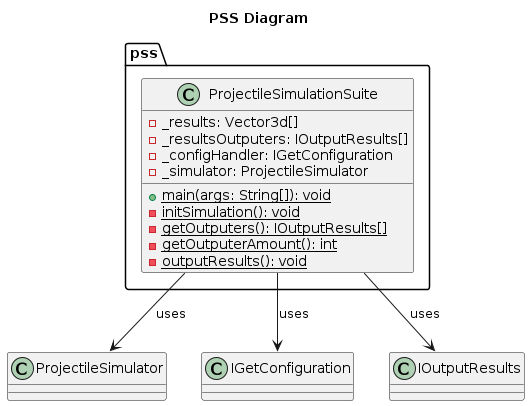 PSS Diagram
pss
C ProjectileSimulationSuite
_results: Vector3d[]
_resultsOutputers: IOutputResults[]
_configHandler: IGetConfiguration
_simulator: ProjectileSimulator
main(args: String[]): void
initSimulation(): void
getOutputers(): IOutputResults[]
getOutputerAmount(): int
outputResults(): void
uses uses uses
C ProjectileSimulator C IGetConfiguration C IOutputResults